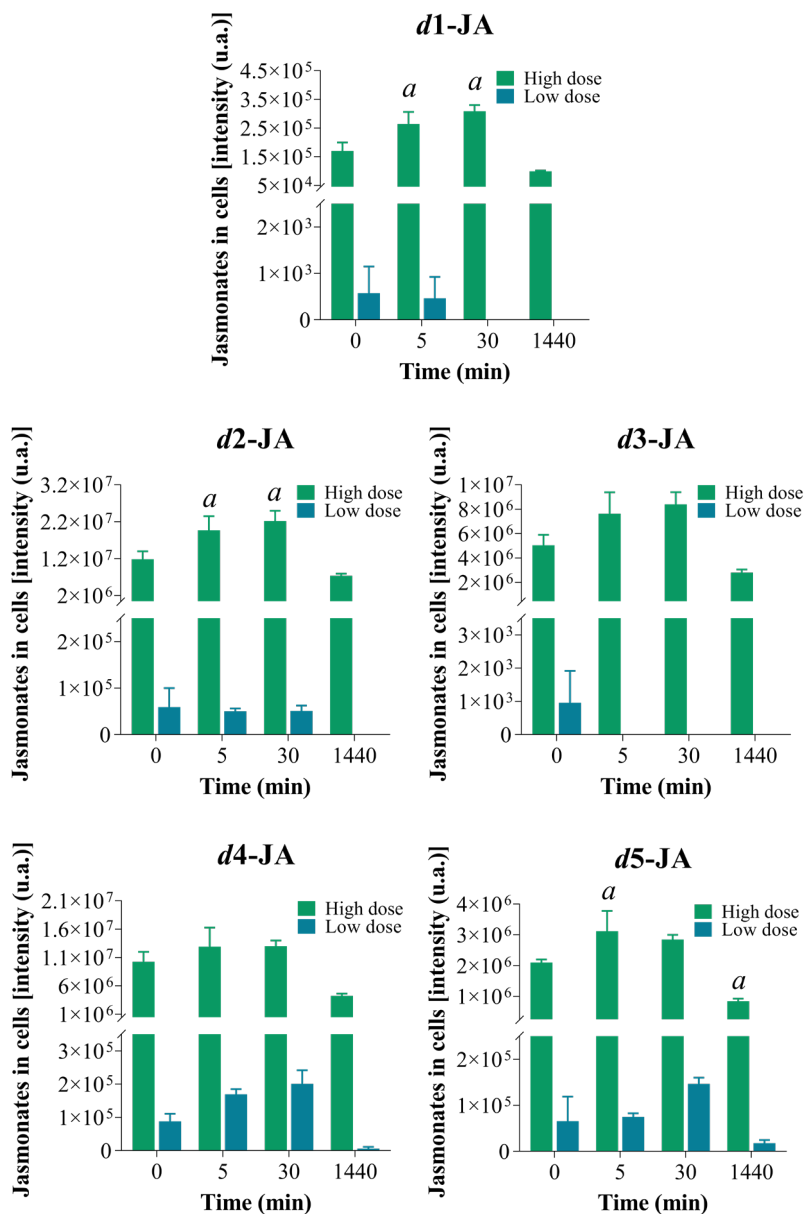 d1-JA
Jasmonates in cells [intensity (u.a.)]
4.5×10⁵
3.5×10⁵
2.5×10⁵
1.5×10⁵
5×10⁴
2×10³
1×10³
0
a
a
High dose
Low dose
0 5 30 1440
Time (min)
d2-JA
Jasmonates in cells [intensity (u.a.)]
3.2×10⁷
2.2×10⁷
1.2×10⁷
2×10⁶
2×10⁵
1×10⁵
0
a
a
High dose
Low dose
0 5 30 1440
Time (min)
d3-JA
Jasmonates in cells [intensity (u.a.)]
1×10⁷
8×10⁶
6×10⁶
4×10⁶
2×10⁶
3×10³
2×10³
1×10³
0
High dose
Low dose
0 5 30 1440
Time (min)
d4-JA
Jasmonates in cells [intensity (u.a.)]
2.1×10⁷
1.6×10⁷
1.1×10⁷
6×10⁶
1×10⁶
3×10⁵
2×10⁵
1×10⁵
0
High dose
Low dose
0 5 30 1440
Time (min)
d5-JA
Jasmonates in cells [intensity (u.a.)]
4×10⁶
3×10⁶
2×10⁶
1×10⁶
2×10⁵
1×10⁵
0
a
a
High dose
Low dose
0 5 30 1440
Time (min)